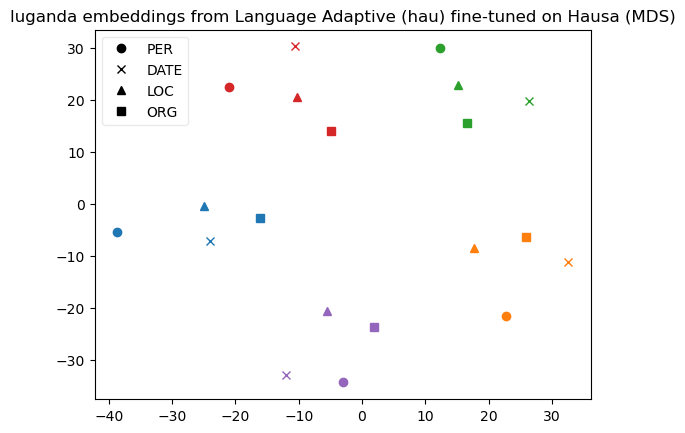 luganda embeddings from Language Adaptive (hau) fine-tuned on Hausa (MDS)
PER
DATE
LOC
ORG
30
20
10
0
−10
−20
−30
−40 −30 −20 −10 0 10 20 30